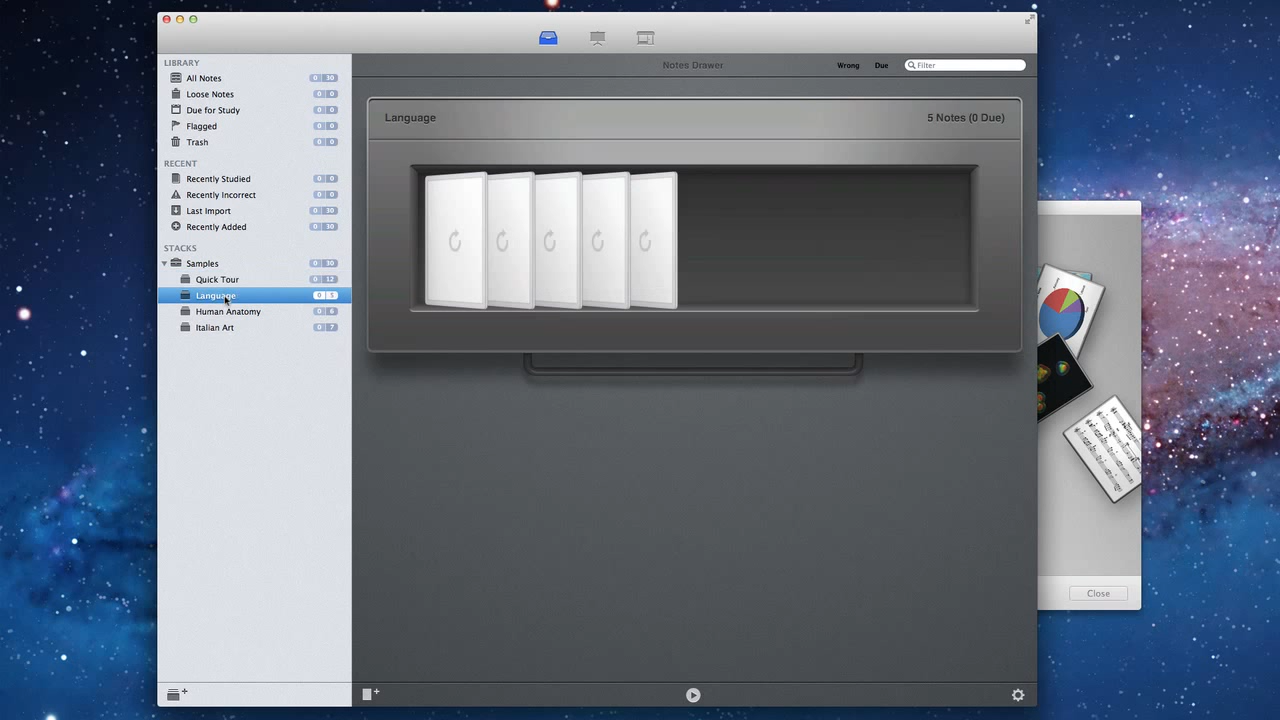 Notes Drawer
Wrong Due Filter
LIBRARY
All Notes 0 30
Loose Notes 0 0
Due for Study 0 0
Flagged 0 0
Trash 0 0
RECENT
Recently Studied 0 0
Recently Incorrect 0 0
Last Import 0 30
Recently Added 0 30
STACKS
Samples 0 30
Quick Tour 0 12
Language 0 5
Human Anatomy 0 6
Italian Art 0 7
Language 5 Notes (0 Due)
Close